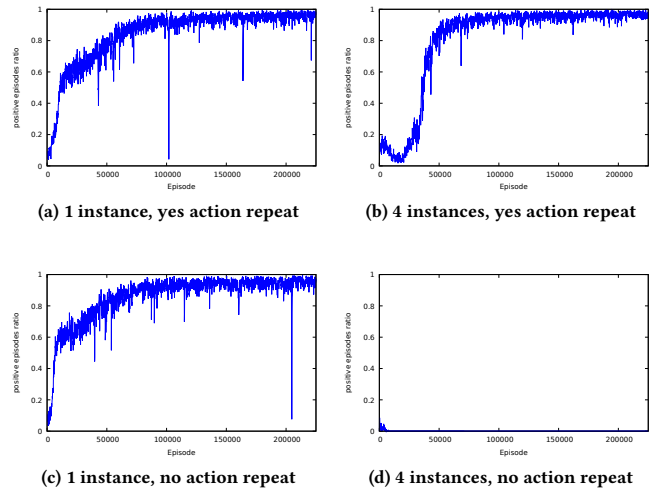 1
0.8
0.6
0.4
0.2
0
positive episodes ratio
0 50000 100000 150000 200000
Episode
(a) 1 instance, yes action repeat
1
0.8
0.6
0.4
0.2
0
positive episodes ratio
0 50000 100000 150000 200000
Episode
(b) 4 instances, yes action repeat
1
0.8
0.6
0.4
0.2
0
positive episodes ratio
0 50000 100000 150000 200000
Episode
(c) 1 instance, no action repeat
1
0.8
0.6
0.4
0.2
0
positive episodes ratio
0 50000 100000 150000 200000
Episode
(d) 4 instances, no action repeat